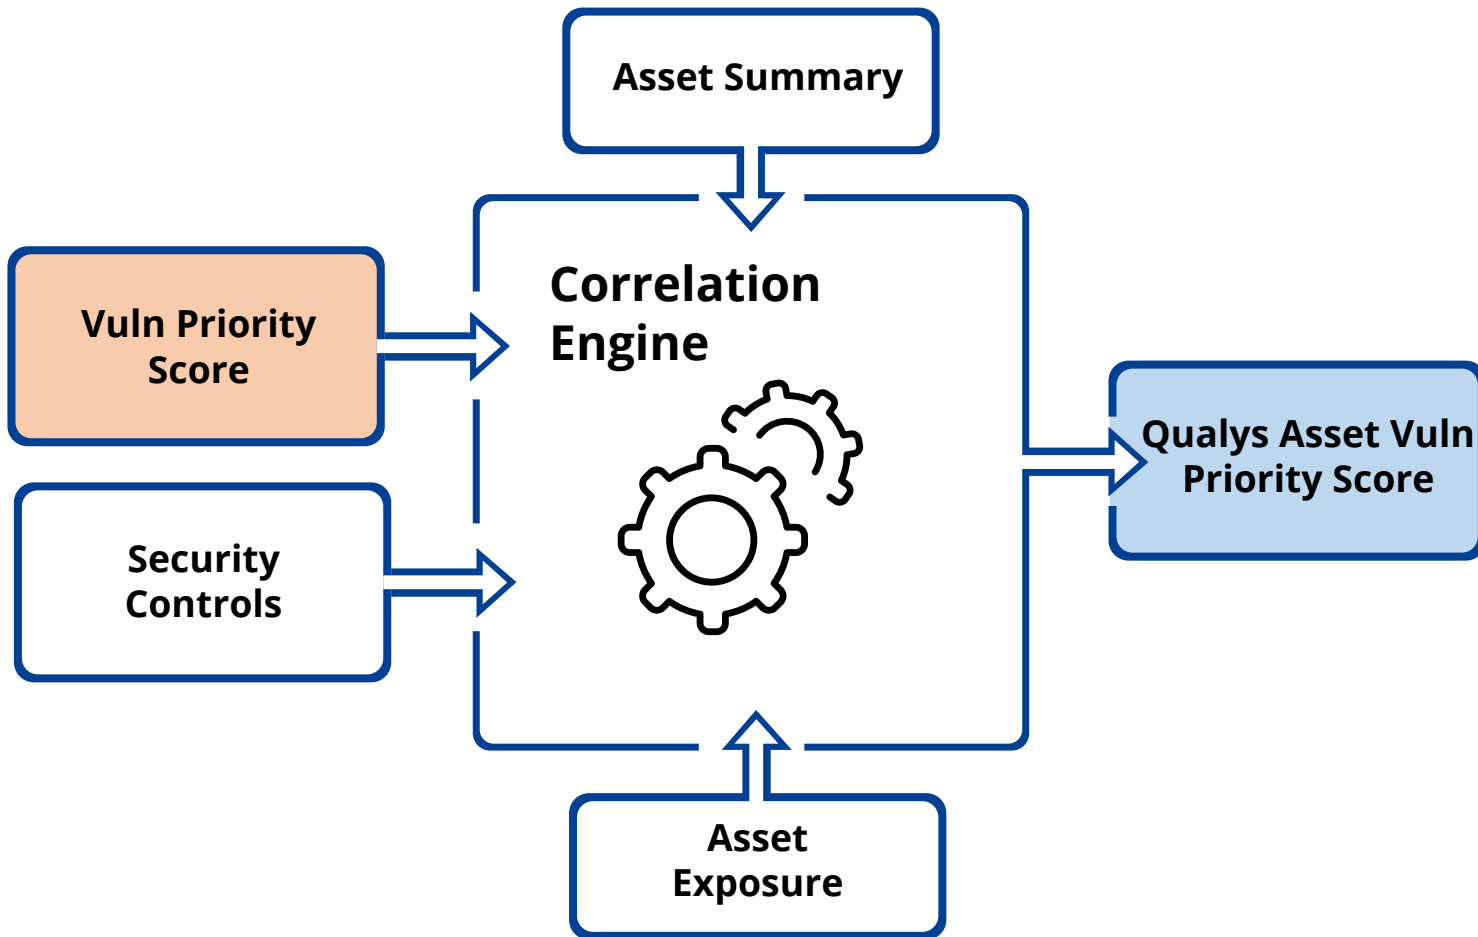 Asset Summary
Correlation
Engine
Vuln Priority
Score
Security
Controls
Qualys Asset Vuln
Priority Score
Asset
Exposure